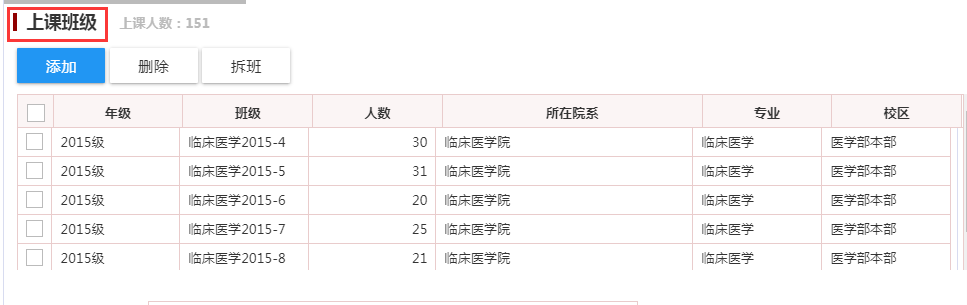 上课班级 上课人数：151
添加 删除 拆班
年级 班级 人数 所在院系 专业 校区
2015级 临床医学2015-4 30 临床医学院 临床医学 医学部本部
2015级 临床医学2015-5 31 临床医学院 临床医学 医学部本部
2015级 临床医学2015-6 20 临床医学院 临床医学 医学部本部
2015级 临床医学2015-7 25 临床医学院 临床医学 医学部本部
2015级 临床医学2015-8 21 临床医学院 临床医学 医学部本部